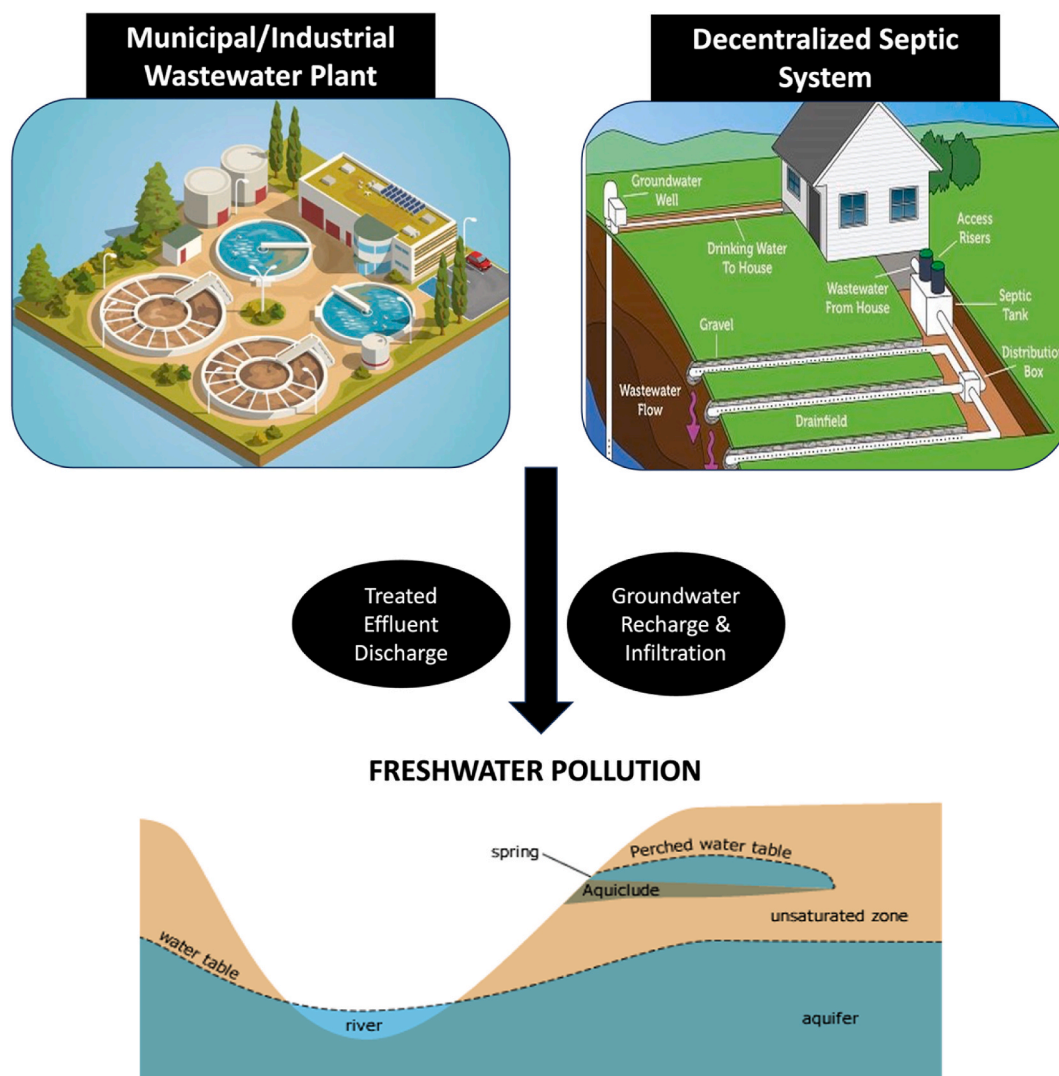 Municipal/Industrial
Wastewater Plant
Decentralized Septic
System
Groundwater
Well
Drinking Water
To House
Access
Risers
Wastewater
From House
Septic
Tank
Gravel
Distribution
Box
Wastewater
Flow
Drainfield
Treated
Effluent
Discharge
Groundwater
Recharge &
Infiltration
FRESHWATER POLLUTION
spring
Perched water table
Aquiclude
unsaturated zone
water table
river
aquifer